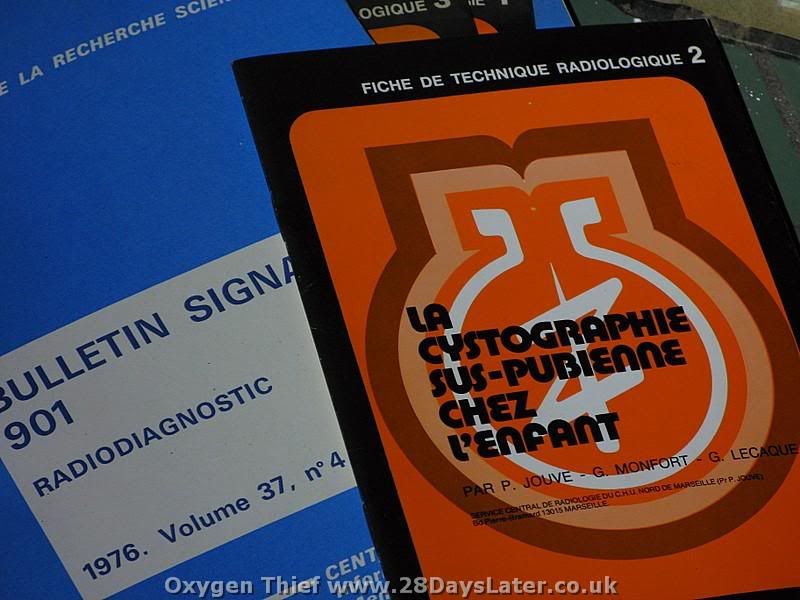 E LA RECHERCHE SCIEN
BULLETIN SIGNA
901
RADIODIAGNOSTIC
1976. Volume 37, n° 4
CENT
OGIQUE 3
FICHE DE TECHNIQUE RADIOLOGIQUE 2
LA
CYSTOGRAPHIE
SUS-PUBIENNE
CHEZ
L'ENFANT
PAR P. JOUVE - G. MONFORT - G. LECAQUE
SERVICE CENTRAL DE RADIOLOGIE DU C.H.U. NORD DE MARSEILLE (Pr P. JOUVE)
13015 MARSEILLE
Oxygen Thief www.28DaysLater.co.uk